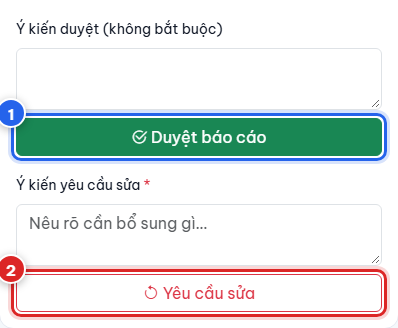 Ý kiến duyệt (không bắt buộc)
1
Duyệt báo cáo
Ý kiến yêu cầu sửa *
Nêu rõ cần bổ sung gì...
2
Yêu cầu sửa